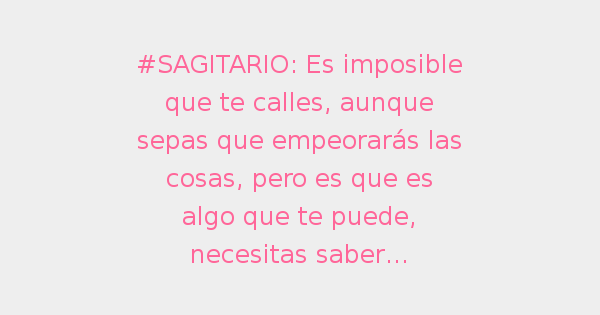 #SAGITARIO: Es imposible
que te calles, aunque
sepas que empeorarás las
cosas, pero es que es
algo que te puede,
necesitas saber...